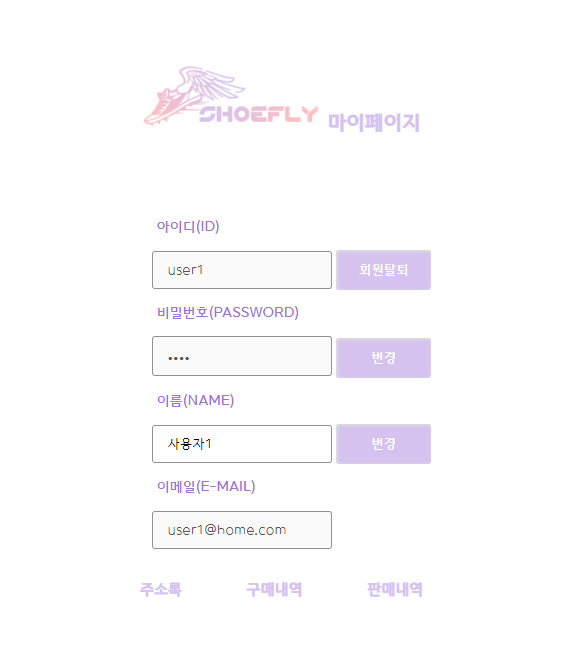 SHOEFLY 마이페이지
아이디(ID)
user1 회원탈퇴
비밀번호(PASSWORD)
•••• 변경
이름(NAME)
사용자1 변경
이메일(E-MAIL)
user1@home.com
주소록 구매내역 판매내역